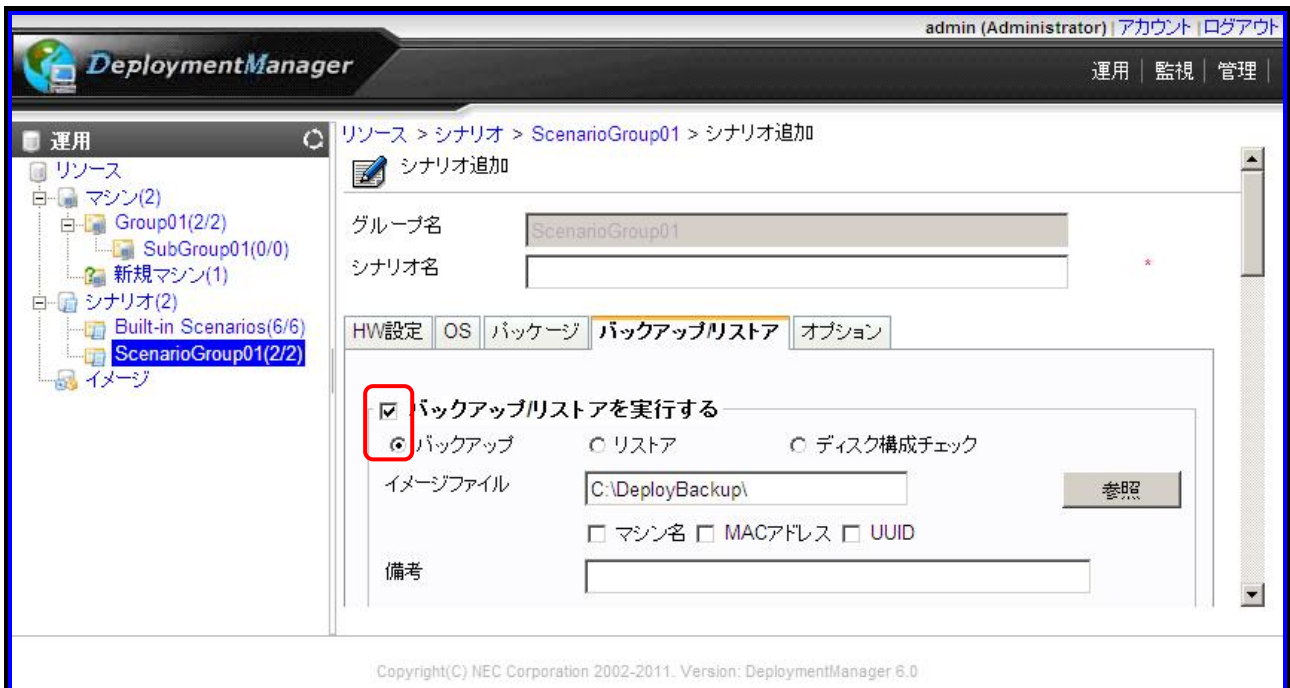 admin (Administrator) | アカウント | ログアウト
DeploymentManager
運用 | 監視 | 管理 |
運用
リソース
マシン(2)
Group01(2/2)
SubGroup01(0/0)
新規マシン(1)
シナリオ(2)
Built-in Scenarios(6/6)
ScenarioGroup01(2/2)
イメージ
リソース > シナリオ > ScenarioGroup01 > シナリオ追加
シナリオ追加
グループ名 ScenarioGroup01
シナリオ名 *
HW設定 OS パッケージ バックアップ/リストア オプション
バックアップ/リストアを実行する
バックアップ リストア ディスク構成チェック
イメージファイル C:\DeployBackup\ 参照
マシン名 MACアドレス UUID
備考
Copyright(C) NEC Corporation 2002-2011. Version: DeploymentManager 6.0